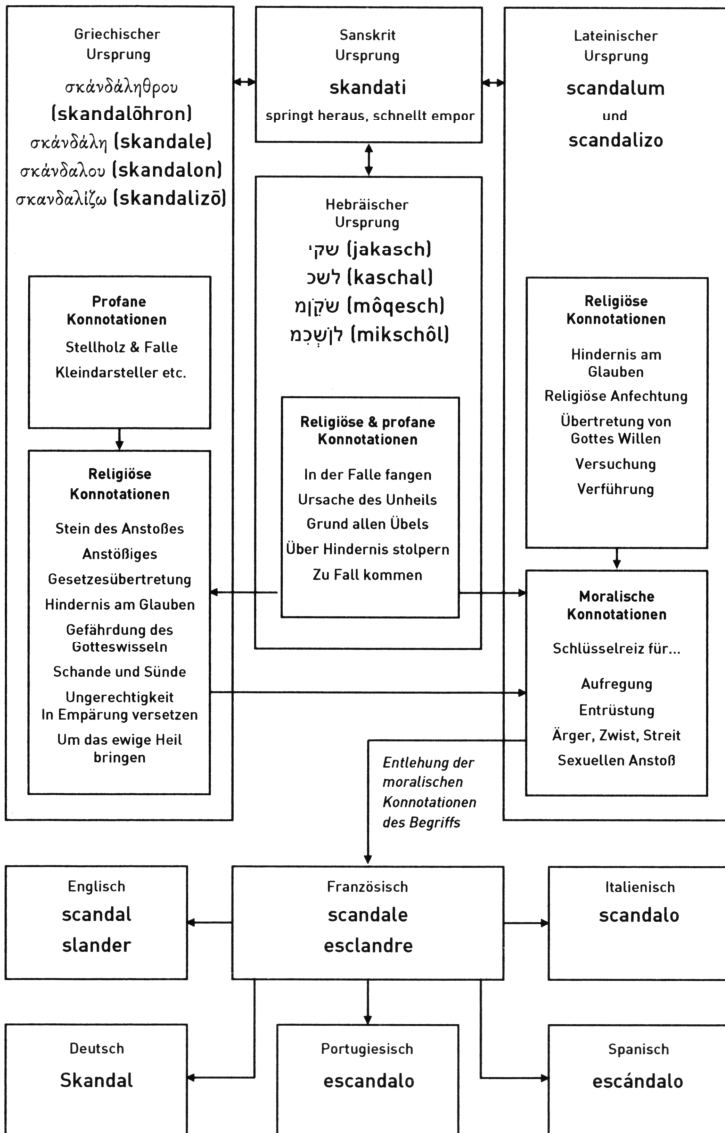 Griechischer
Ursprung
σκάνδάληθρου
(skandalōhron)
σκάνδάλη (skandale)
σκάνδαλου (skandalon)
σκανδαλίζω (skandalizō)
Profane
Konnotationen
Stellholz & Falle
Kleindarsteller etc.
Religiöse
Konnotationen
Stein des Anstoßes
Anstößiges
Gesetzesübertretung
Hindernis am Glauben
Gefährdung des
Gotteswisseln
Schande und Sünde
Ungerechtigkeit
In Empärung versetzen
Um das ewige Heil
bringen
Sanskrit
Ursprung
skandati
springt heraus, schnellt empor
Hebräischer
Ursprung
יקש (jakasch)
כשל (kaschal)
מוֹקֵשׁ (môqesch)
מִכְשׁוֹל (mikschôl)
Religiöse & profane
Konnotationen
In der Falle fangen
Ursache des Unheils
Grund allen Übels
Über Hindernis stolpern
Zu Fall kommen
Lateinischer
Ursprung
scandalum
und
scandalizo
Religiöse
Konnotationen
Hindernis am
Glauben
Religiöse Anfechtung
Übertretung von
Gottes Willen
Versuchung
Verführung
Moralische
Konnotationen
Schlüsselreiz für...
Aufregung
Entrüstung
Ärger, Zwist, Streit
Sexuellen Anstoß
Entlehung der
moralischen
Konnotationen
des Begriffs
Englisch
scandal
slander
Französisch
scandale
esclandre
Italienisch
scandalo
Deutsch
Skandal
Portugiesisch
escandalo
Spanisch
escándalo